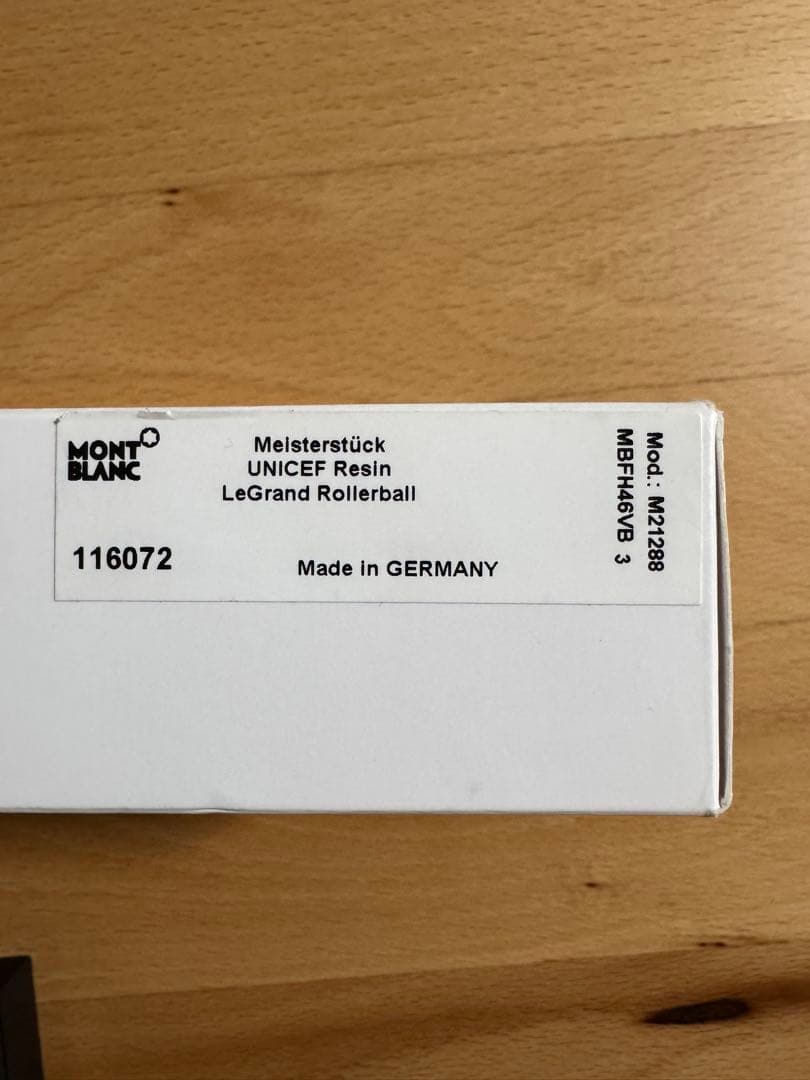 MONT
BLANC
Meisterstück
UNICEF Resin
LeGrand Rollerball
116072
Made in GERMANY
Mod.: M21288
MBFH46VB 3